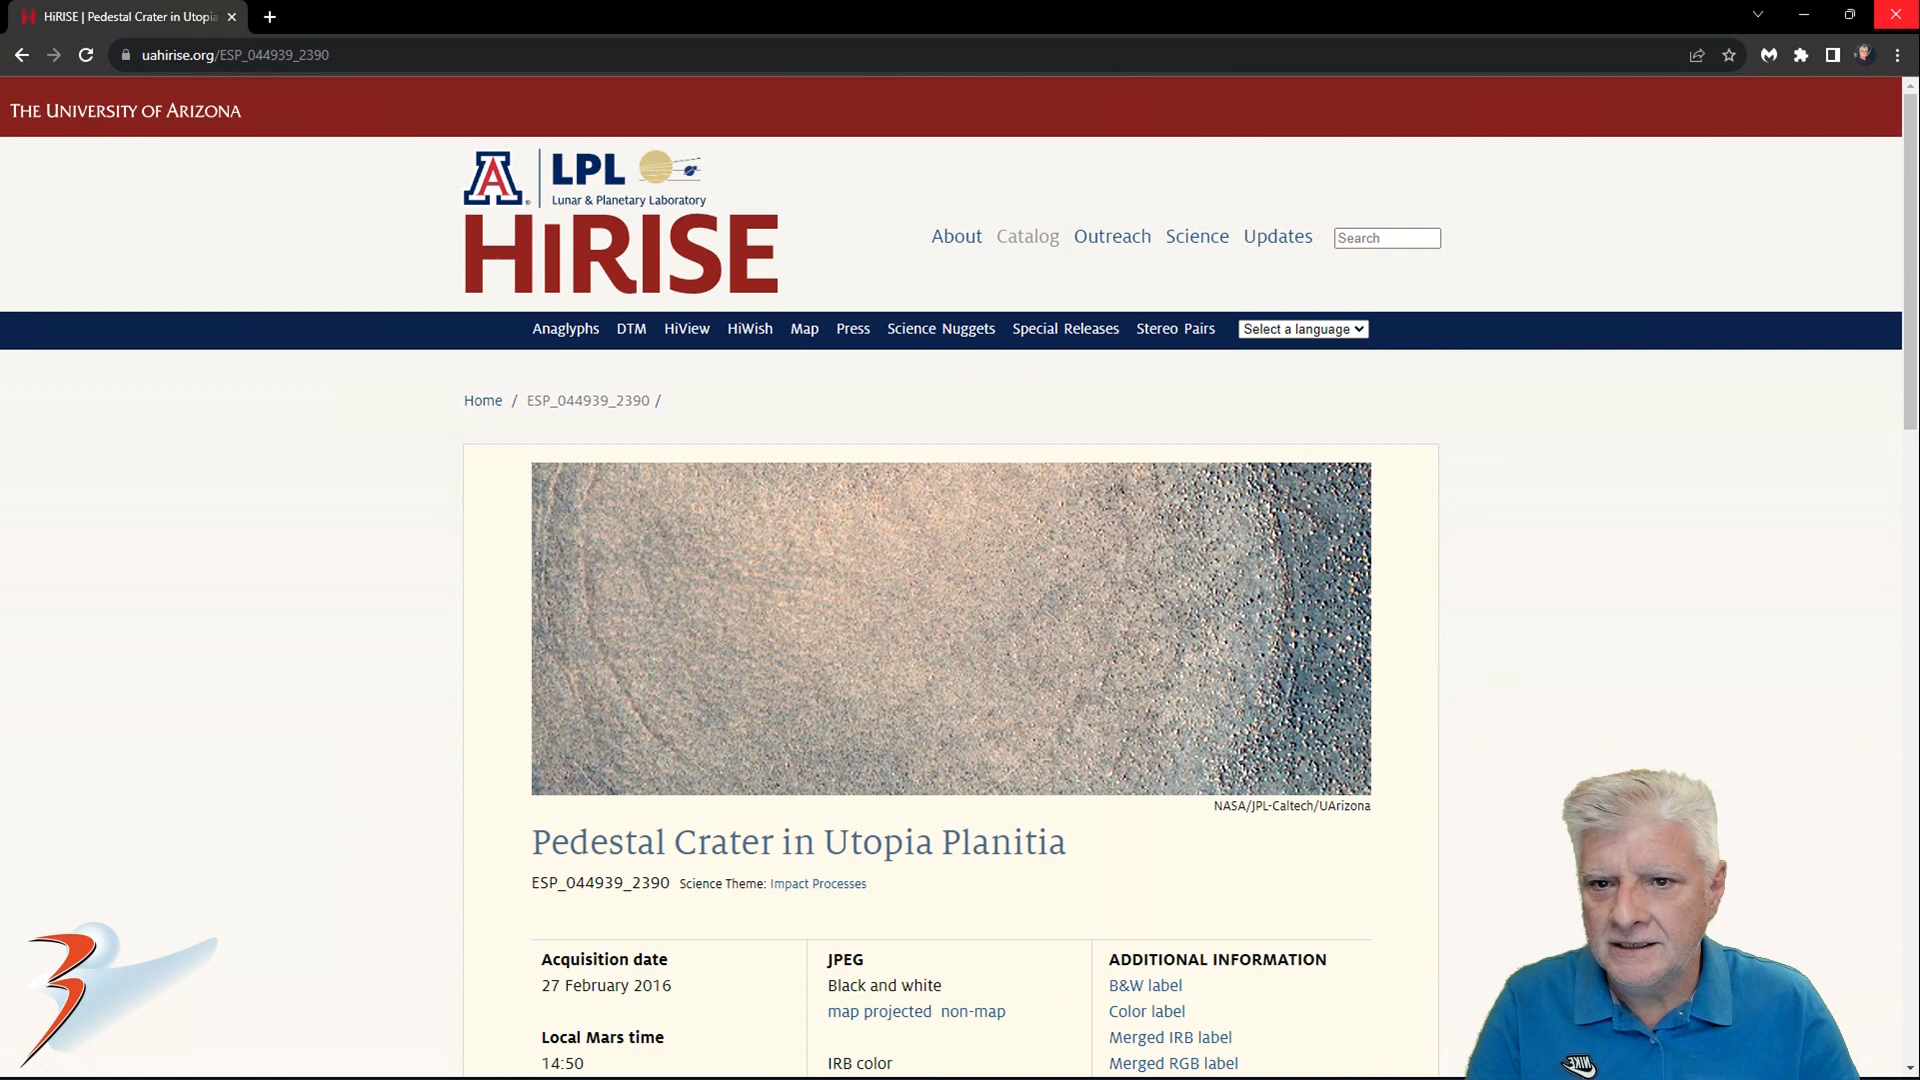 HiRISE | Pedestal Crater in Utopia
uahirise.org/ESP_044939_2390
THE UNIVERSITY OF ARIZONA
A LPL
Lunar & Planetary Laboratory
HiRISE
About Catalog Outreach Science Updates Search
Anaglyphs DTM HiView HiWish Map Press Science Nuggets Special Releases Stereo Pairs Select a language
Home / ESP_044939_2390 /
NASA/JPL-Caltech/UArizona
Pedestal Crater in Utopia Planitia
ESP_044939_2390 Science Theme: Impact Processes
Acquisition date
27 February 2016
Local Mars time
14:50
JPEG
Black and white
map projected non-map
IRB color
ADDITIONAL INFORMATION
B&W label
Color label
Merged IRB label
Merged RGB label
NIKE